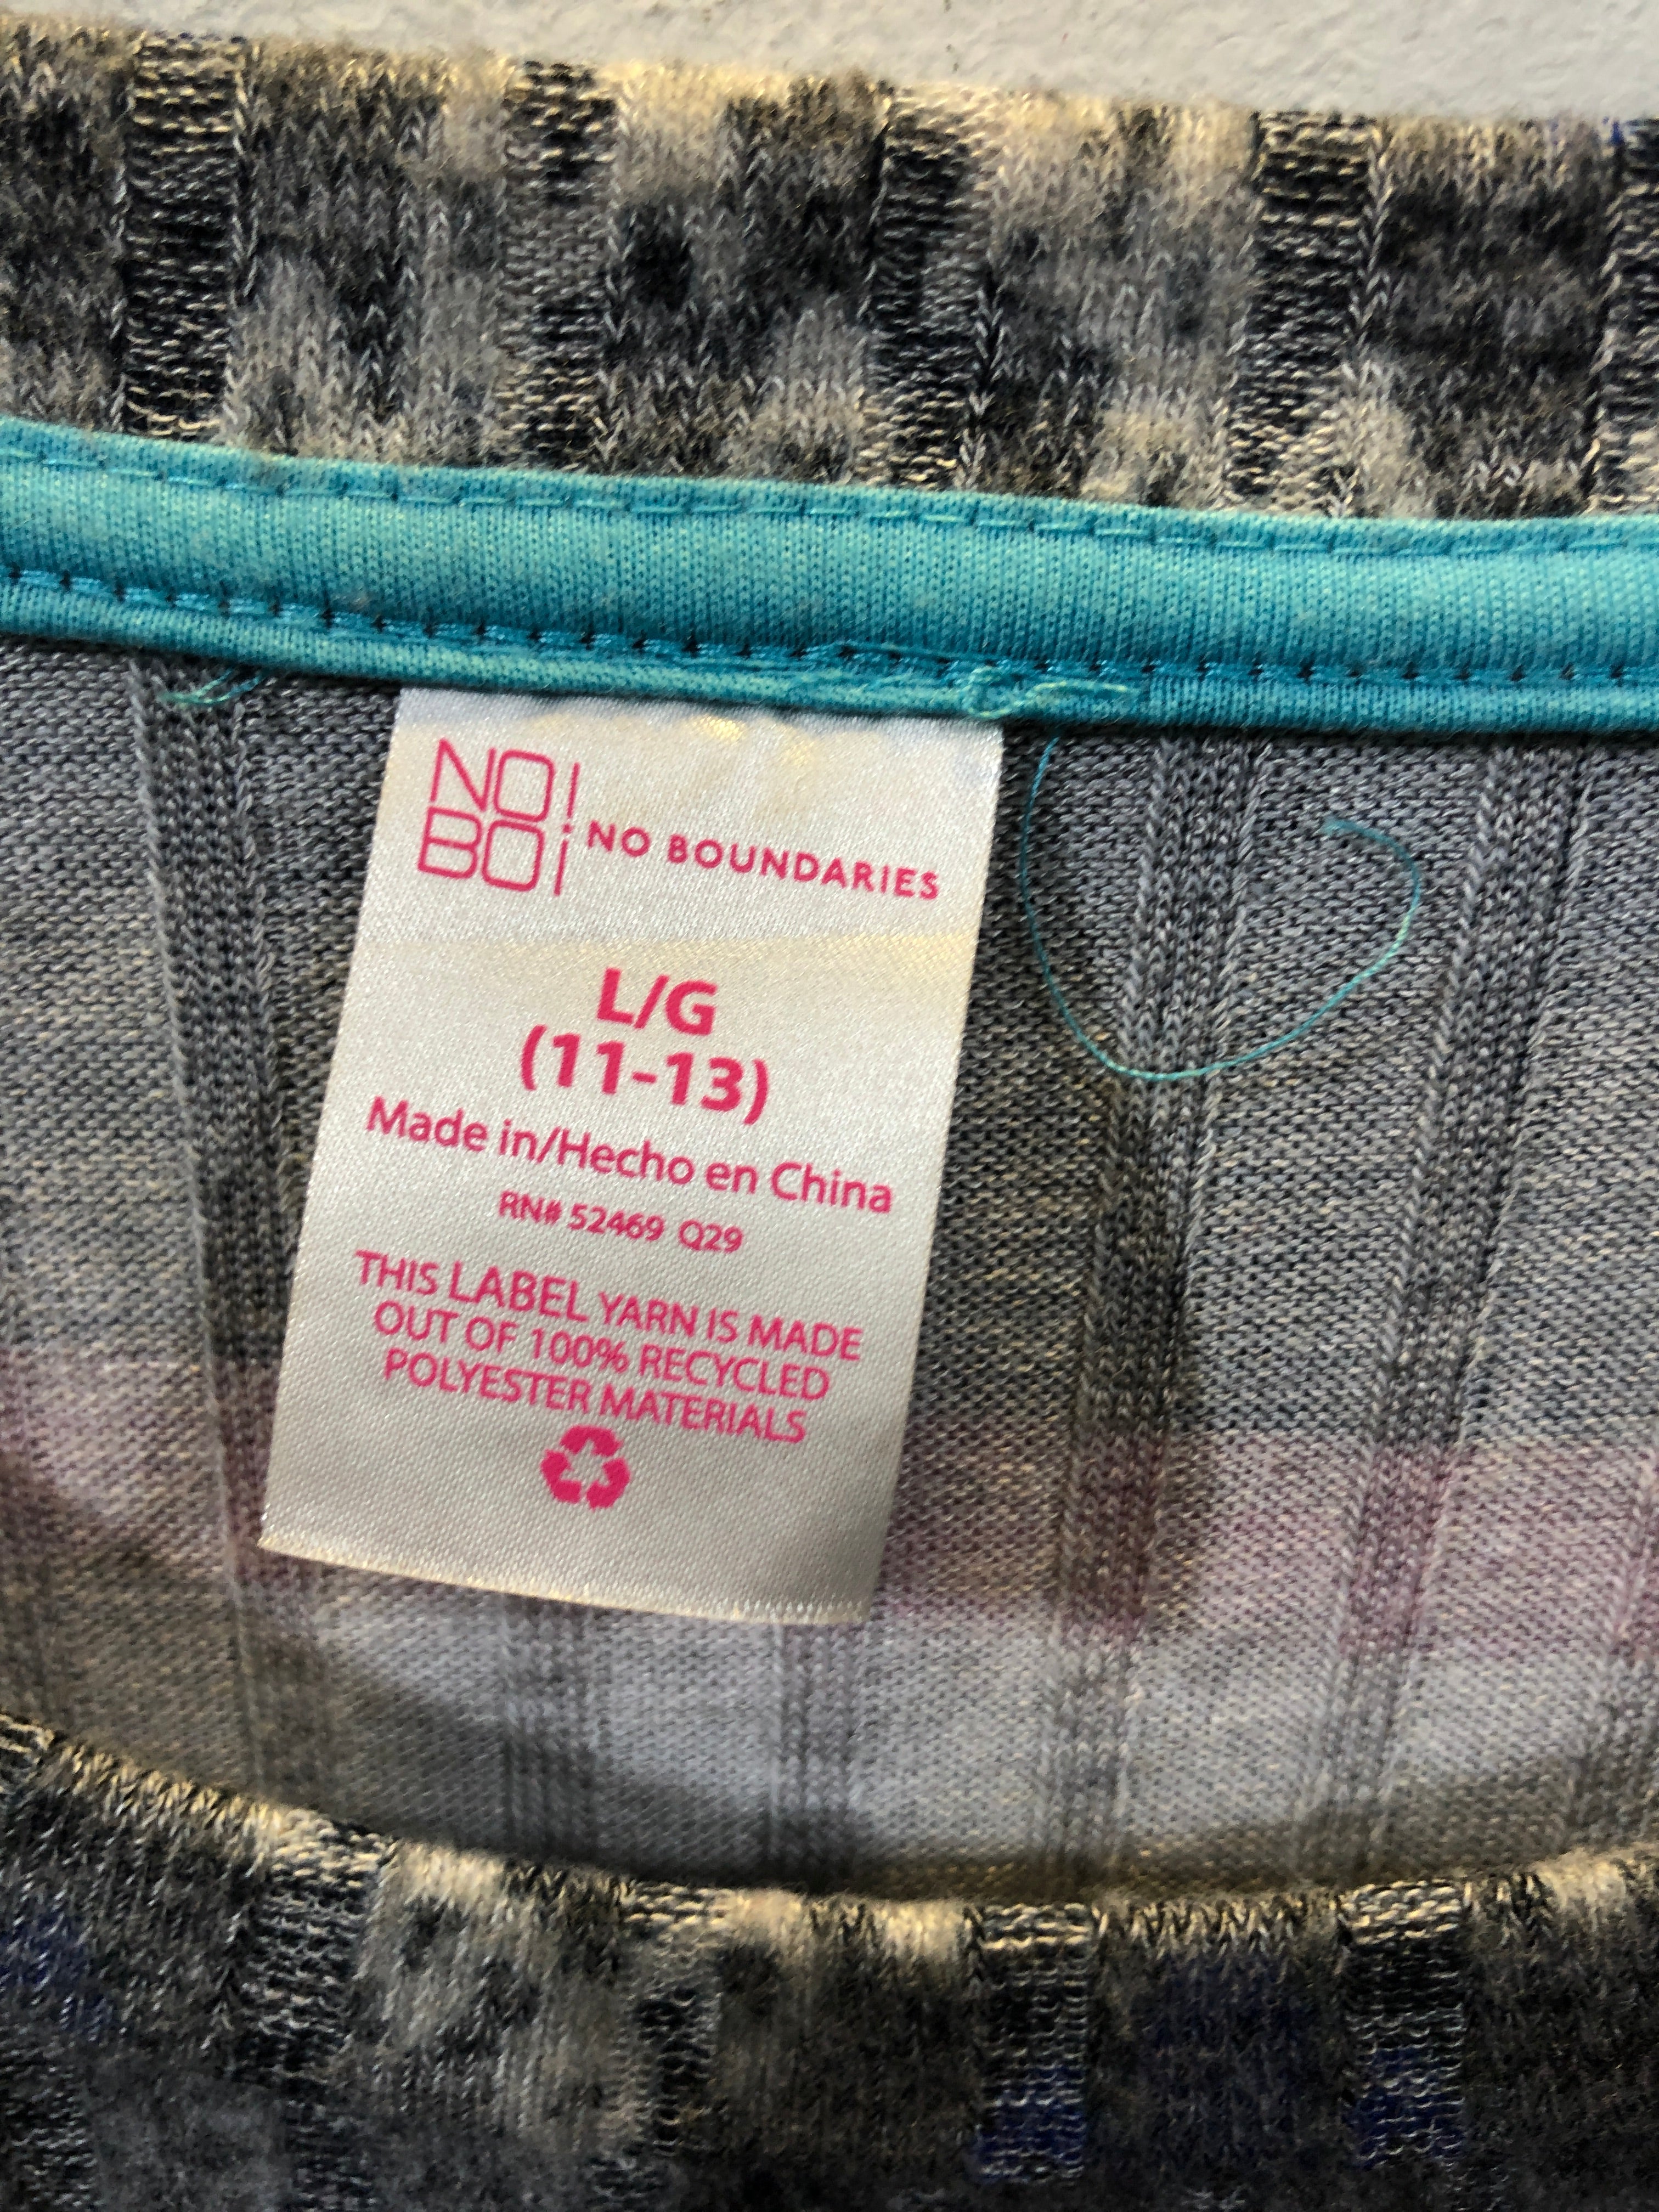 NO!
BO¡
NO BOUNDARIES
L/G
(11-13)
Made in/Hecho en China
RN# 52469 Q29
THIS LABEL YARN IS MADE
OUT OF 100% RECYCLED
POLYESTER MATERIALS